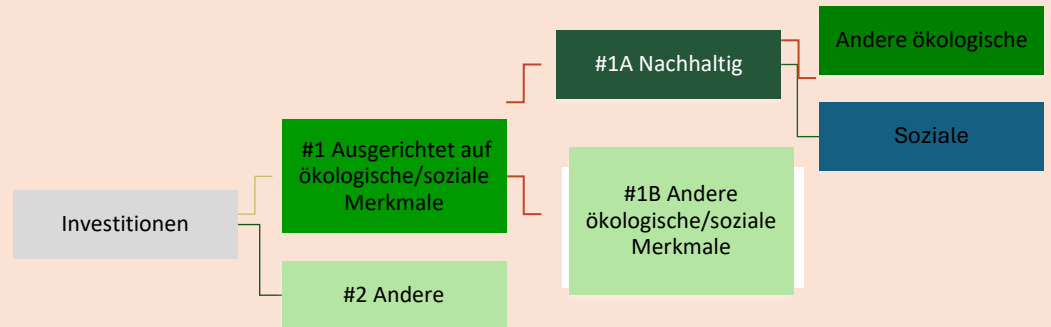 Investitionen
#1 Ausgerichtet auf
ökologische/soziale
Merkmale
#2 Andere
#1A Nachhaltig
#1B Andere
ökologische/soziale
Merkmale
Andere ökologische
Soziale